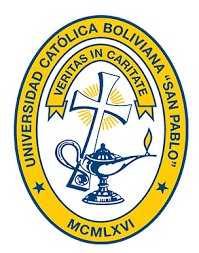 UNIVERSIDAD CATÓLICA BOLIVIANA "SAN PABLO"
VERITAS IN CARITATE
MCMLXVI